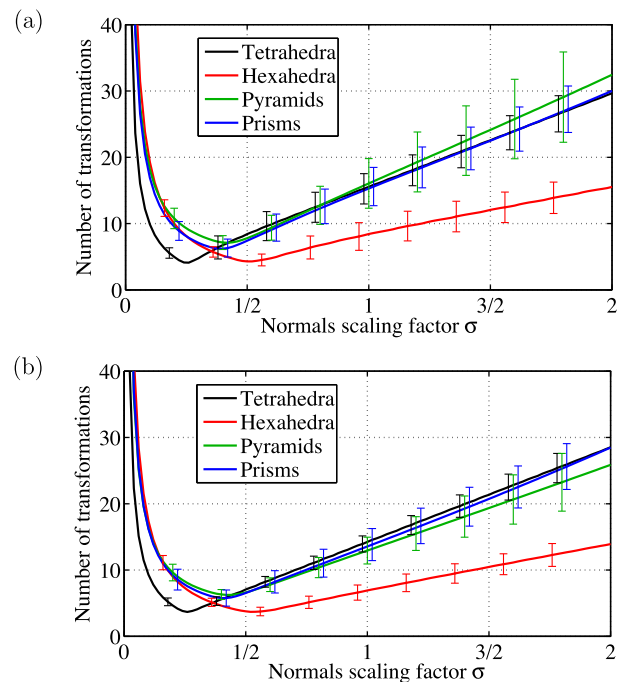 (a)
40
30
20
10
0
Number of transformations
Tetrahedra
Hexahedra
Pyramids
Prisms
0 1/2 1 3/2 2
Normals scaling factor σ
(b)
40
30
20
10
0
Number of transformations
Tetrahedra
Hexahedra
Pyramids
Prisms
0 1/2 1 3/2 2
Normals scaling factor σ